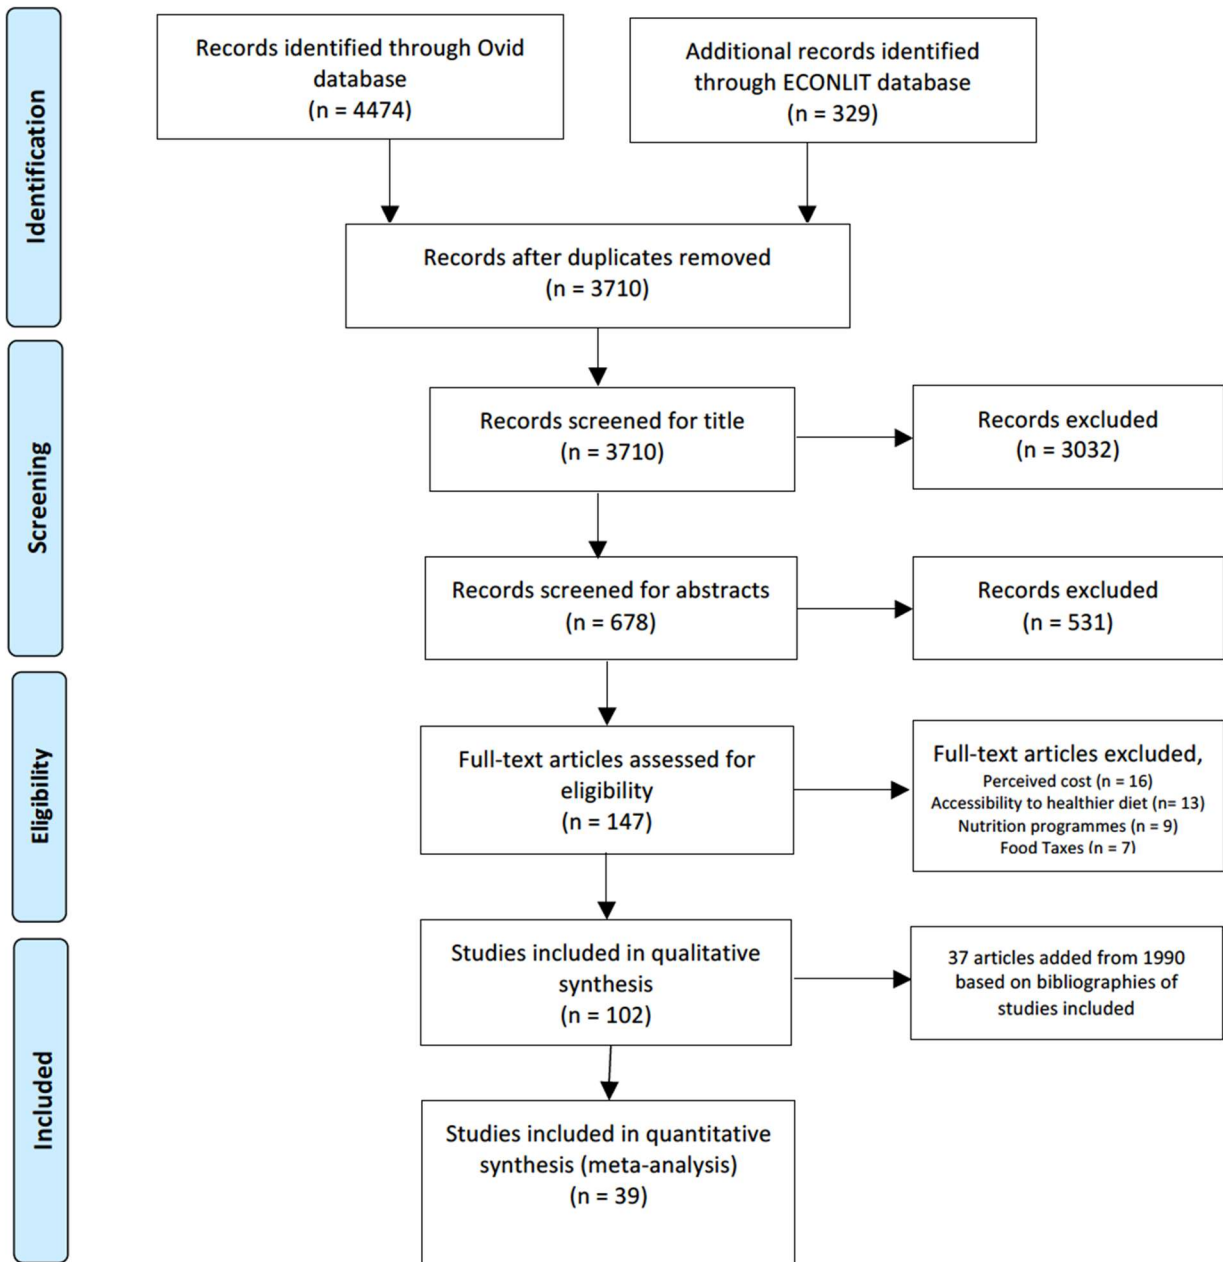 Identification
Records identified through Ovid
database
(n = 4474)
Additional records identified
through ECONLIT database
(n = 329)
Records after duplicates removed
(n = 3710)
Screening
Records screened for title
(n = 3710)
Records excluded
(n = 3032)
Records screened for abstracts
(n = 678)
Records excluded
(n = 531)
Eligibility
Full-text articles assessed for
eligibility
(n = 147)
Full-text articles excluded,
Perceived cost (n = 16)
Accessibility to healthier diet (n= 13)
Nutrition programmes (n = 9)
Food Taxes (n = 7)
Included
Studies included in qualitative
synthesis
(n = 102)
37 articles added from 1990
based on bibliographies of
studies included
Studies included in quantitative
synthesis (meta-analysis)
(n = 39)